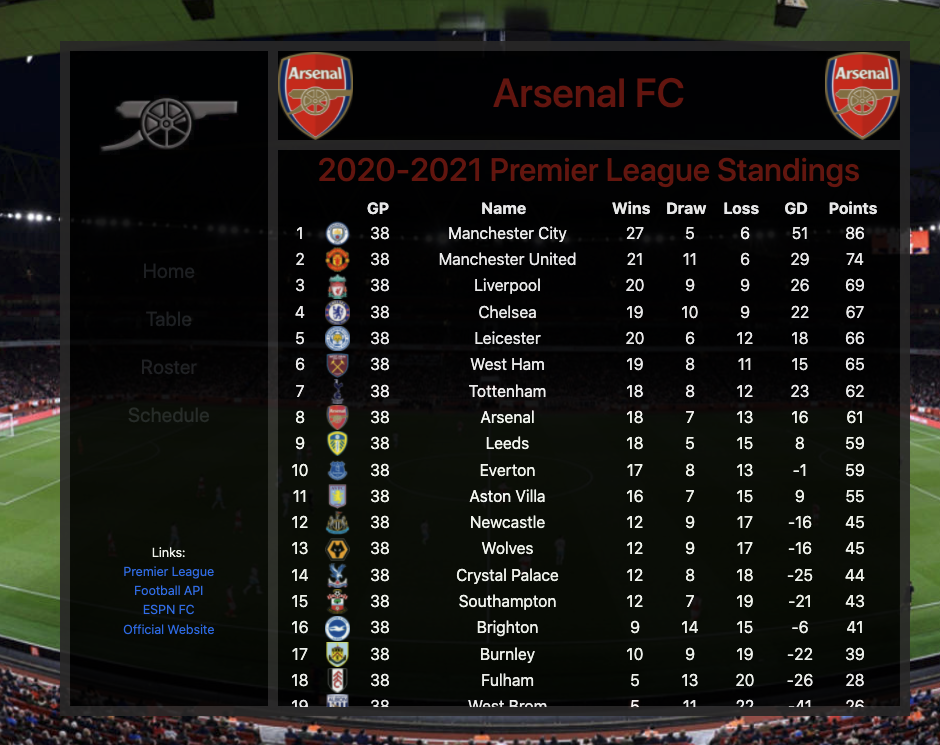 Arsenal
Arsenal FC
Arsenal
Home
Table
Roster
Schedule
Links:
Premier League
Football API
ESPN FC
Official Website
2020-2021 Premier League Standings
GP Name Wins Draw Loss GD Points
1 38 Manchester City 27 5 6 51 86
2 38 Manchester United 21 11 6 29 74
3 38 Liverpool 20 9 9 26 69
4 38 Chelsea 19 10 9 22 67
5 38 Leicester 20 6 12 18 66
6 38 West Ham 19 8 11 15 65
7 38 Tottenham 18 8 12 23 62
8 38 Arsenal 18 7 13 16 61
9 38 Leeds 18 5 15 8 59
10 38 Everton 17 8 13 -1 59
11 38 Aston Villa 16 7 15 9 55
12 38 Newcastle 12 9 17 -16 45
13 38 Wolves 12 9 17 -16 45
14 38 Crystal Palace 12 8 18 -25 44
15 38 Southampton 12 7 19 -21 43
16 38 Brighton 9 14 15 -6 41
17 38 Burnley 10 9 19 -22 39
18 38 Fulham 5 13 20 -26 28
19 38 West Brom 5 11 22 -41 26